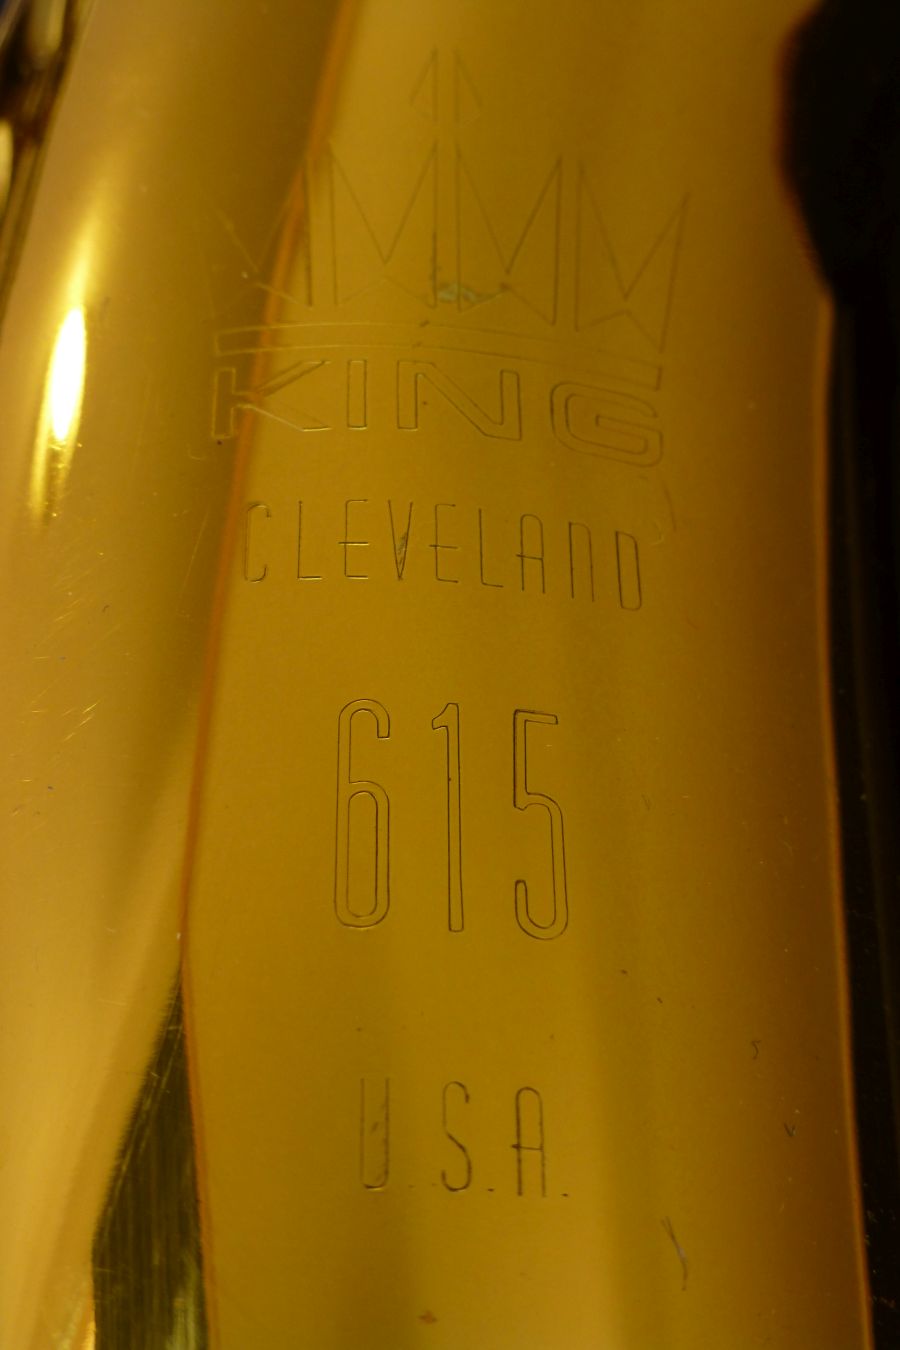 KING
CLEVELAND
615
U.S.A.